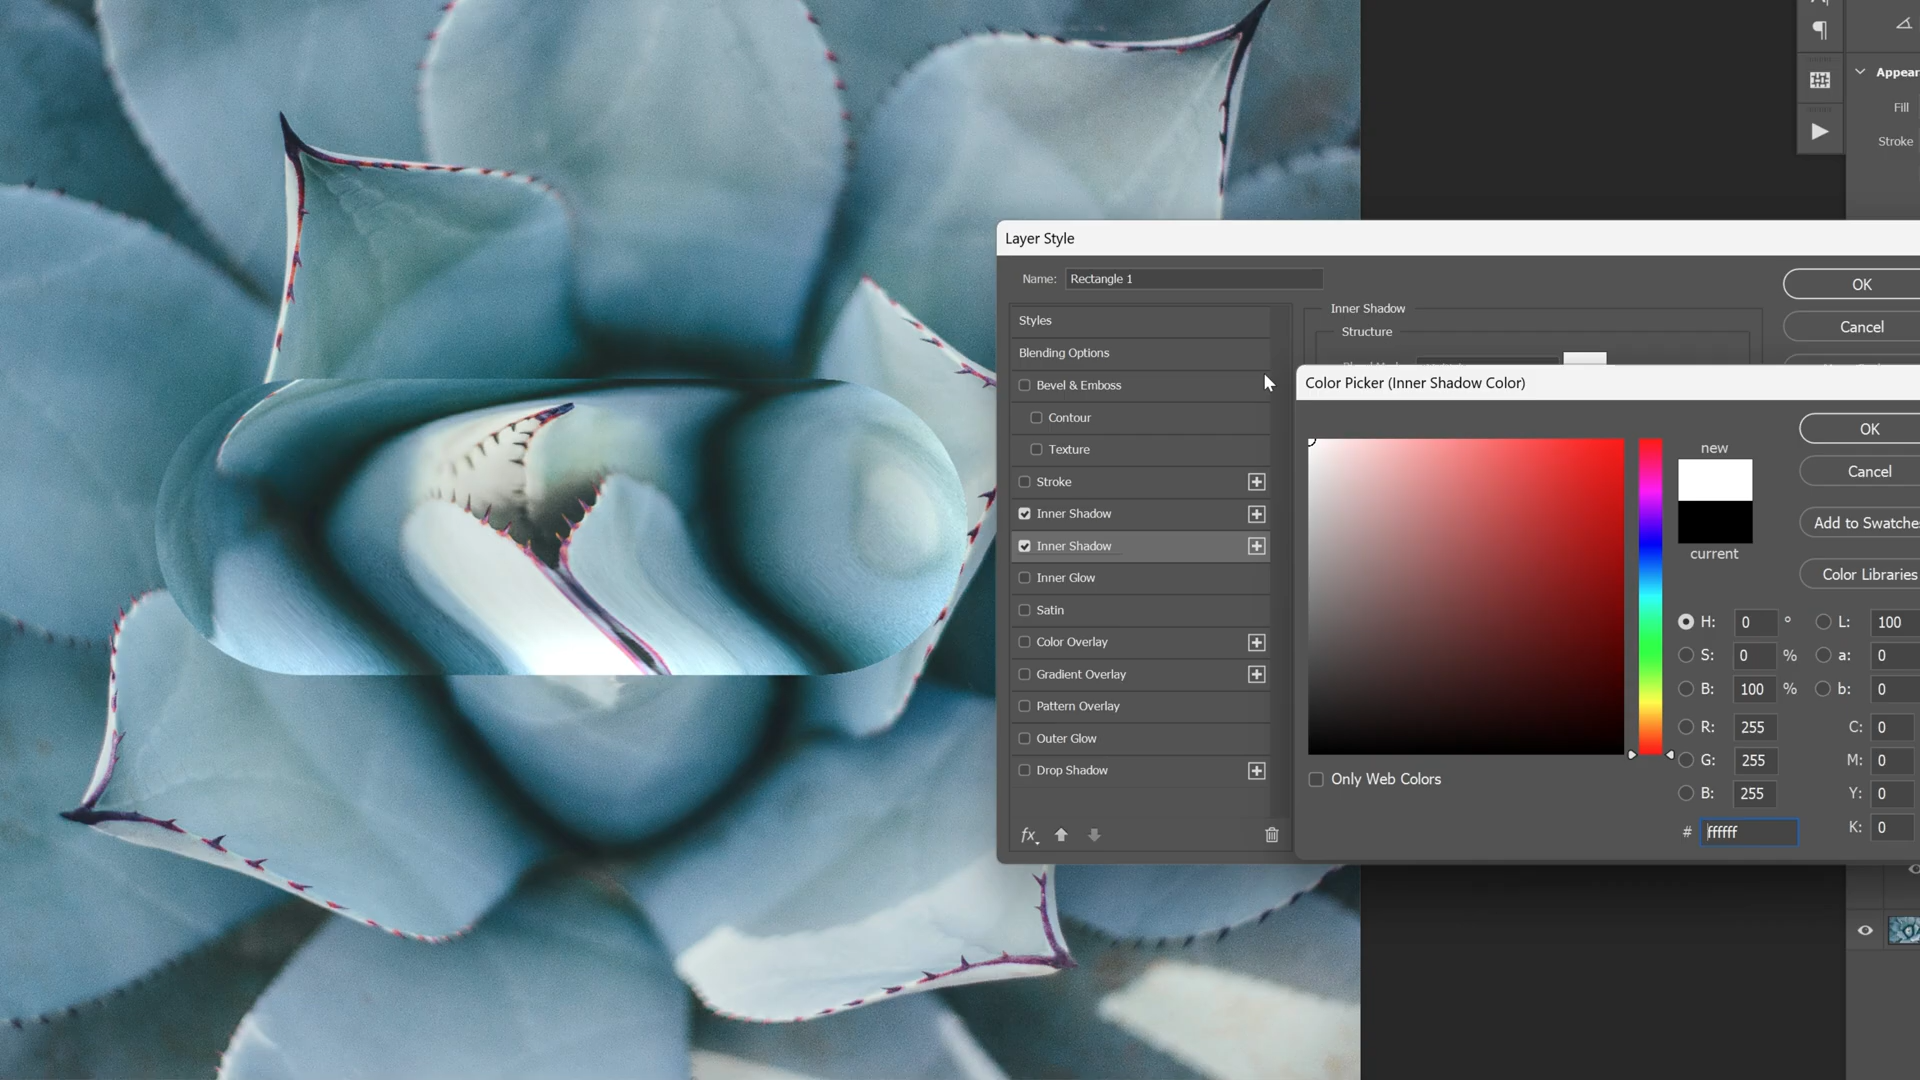 Appear
Fill
Stroke
Layer Style
Name: Rectangle 1
OK
Cancel
Styles
Blending Options
Bevel & Emboss
Contour
Texture
Stroke
Inner Shadow
Inner Shadow
Inner Glow
Satin
Color Overlay
Gradient Overlay
Pattern Overlay
Outer Glow
Drop Shadow
fx
Inner Shadow
Structure
Color Picker (Inner Shadow Color)
new
current
OK
Cancel
Add to Swatche
Color Libraries
H: 0 ° L: 100
S: 0 % a: 0
B: 100 % b: 0
R: 255 C: 0
G: 255 M: 0
B: 255 Y: 0
# ffffff K: 0
Only Web Colors